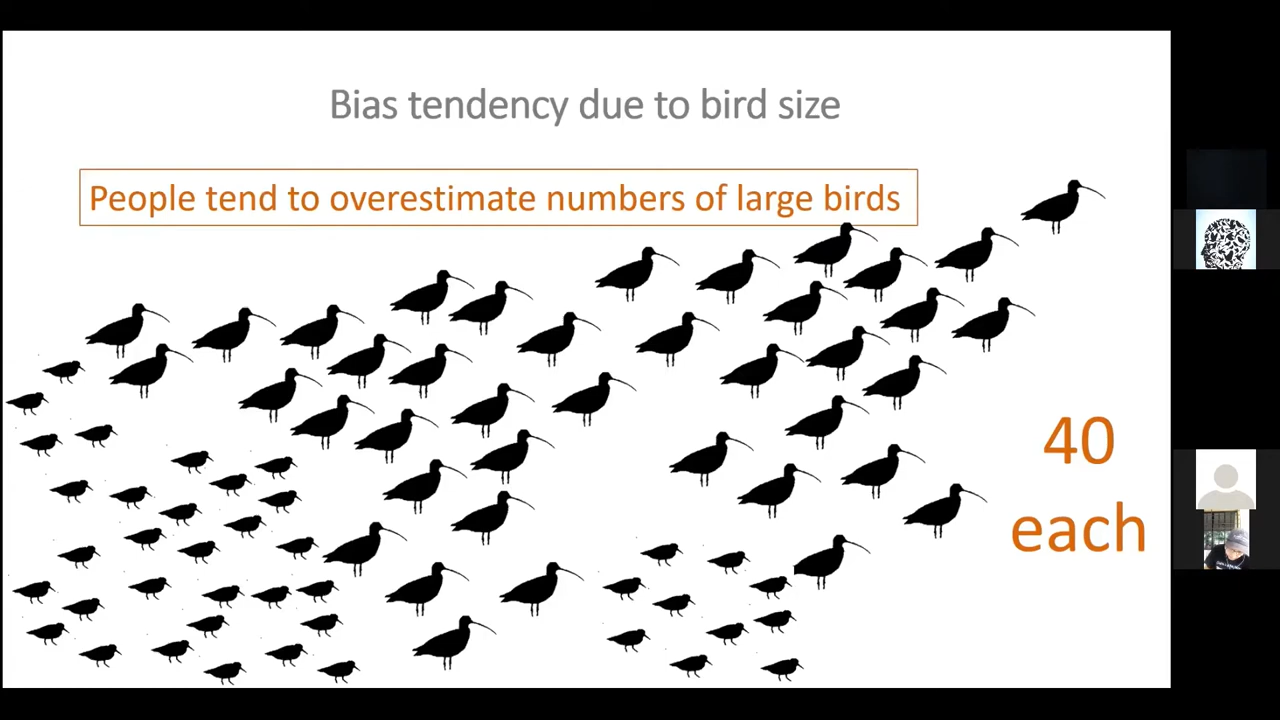 Bias tendency due to bird size
People tend to overestimate numbers of large birds
40
each